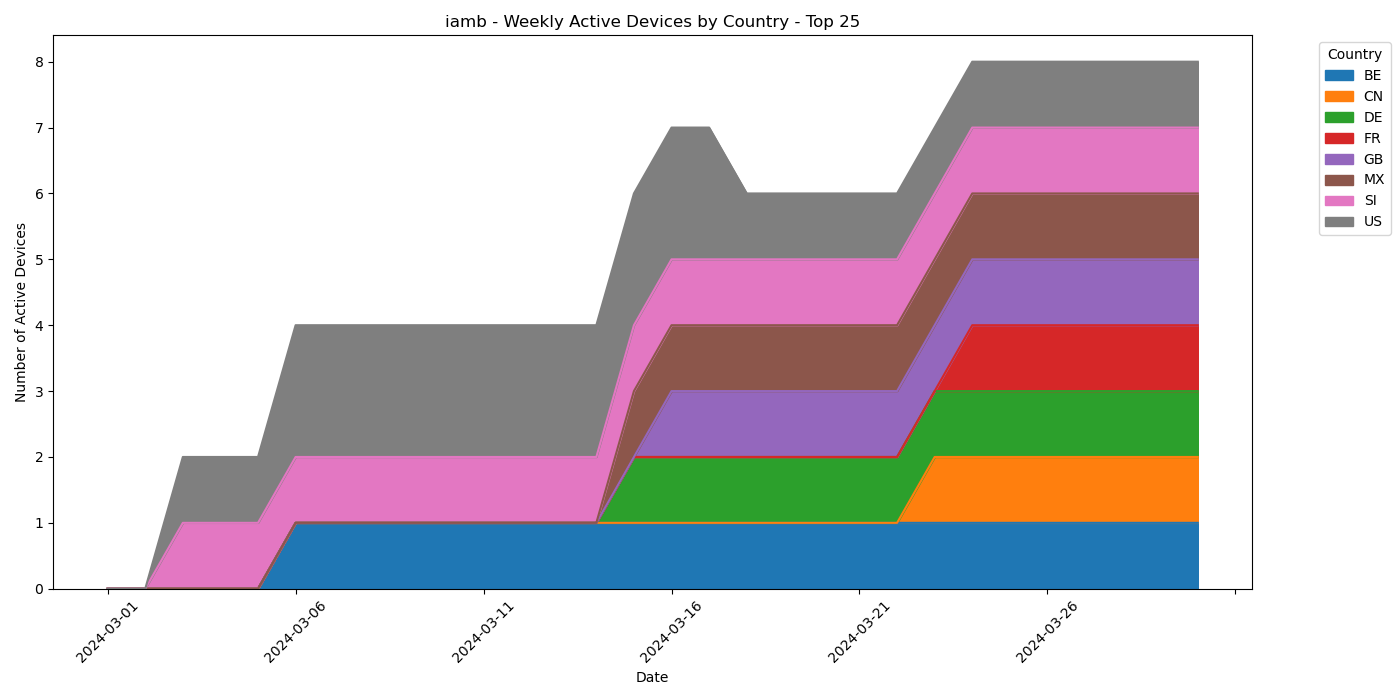 iamb - Weekly Active Devices by Country - Top 25
Number of Active Devices
8
7
6
5
4
3
2
1
0
2024-03-01
2024-03-06
2024-03-11
2024-03-16
2024-03-21
2024-03-26
Date
Country
BE
CN
DE
FR
GB
MX
SI
US